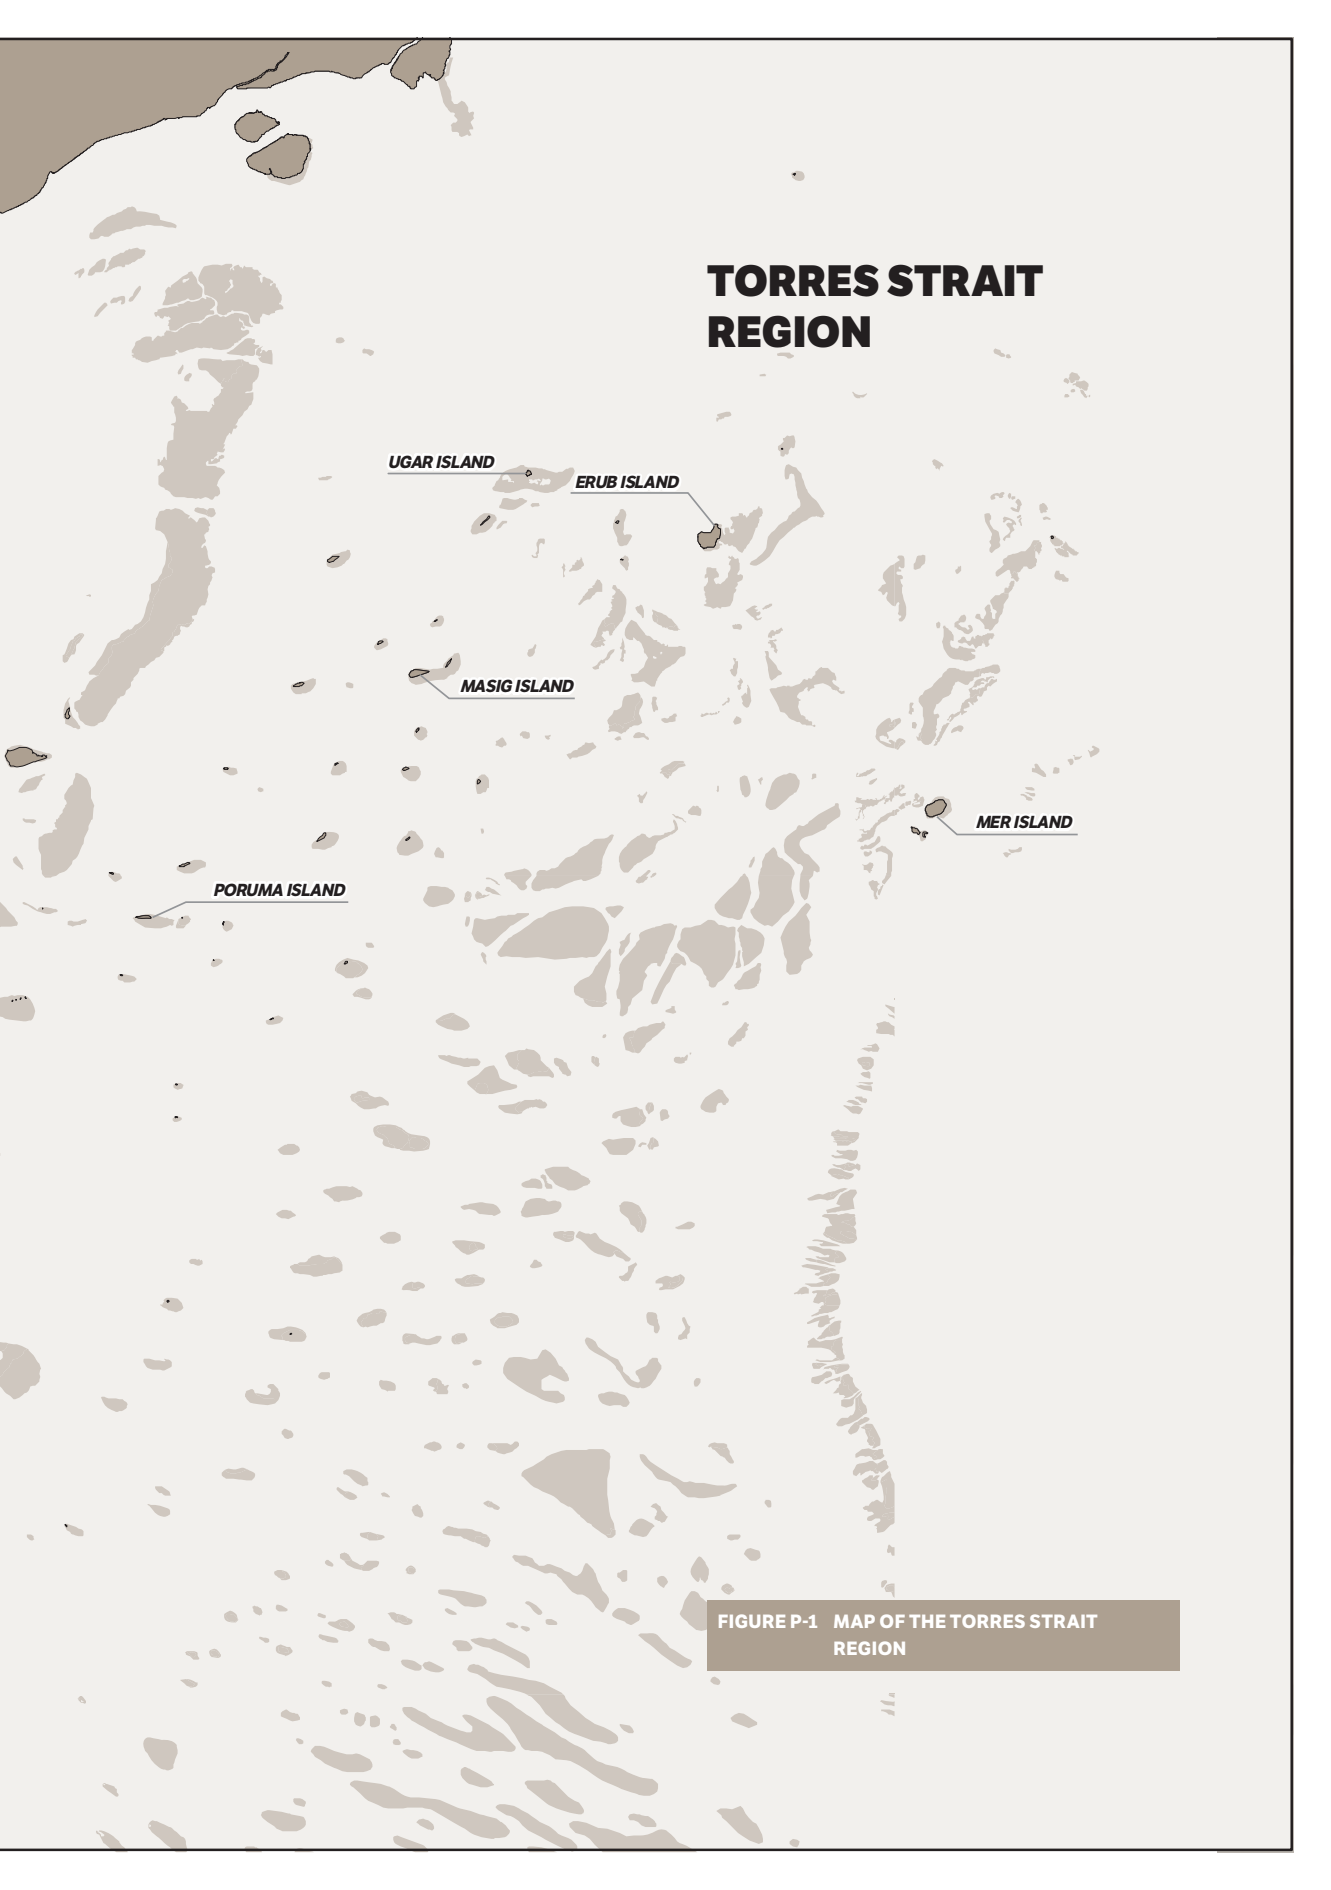 TORRES STRAIT
REGION
UGAR ISLAND
ERUB ISLAND
MASIG ISLAND
MER ISLAND
PORUMA ISLAND
FIGURE P-1 MAP OF THE TORRES STRAIT
REGION